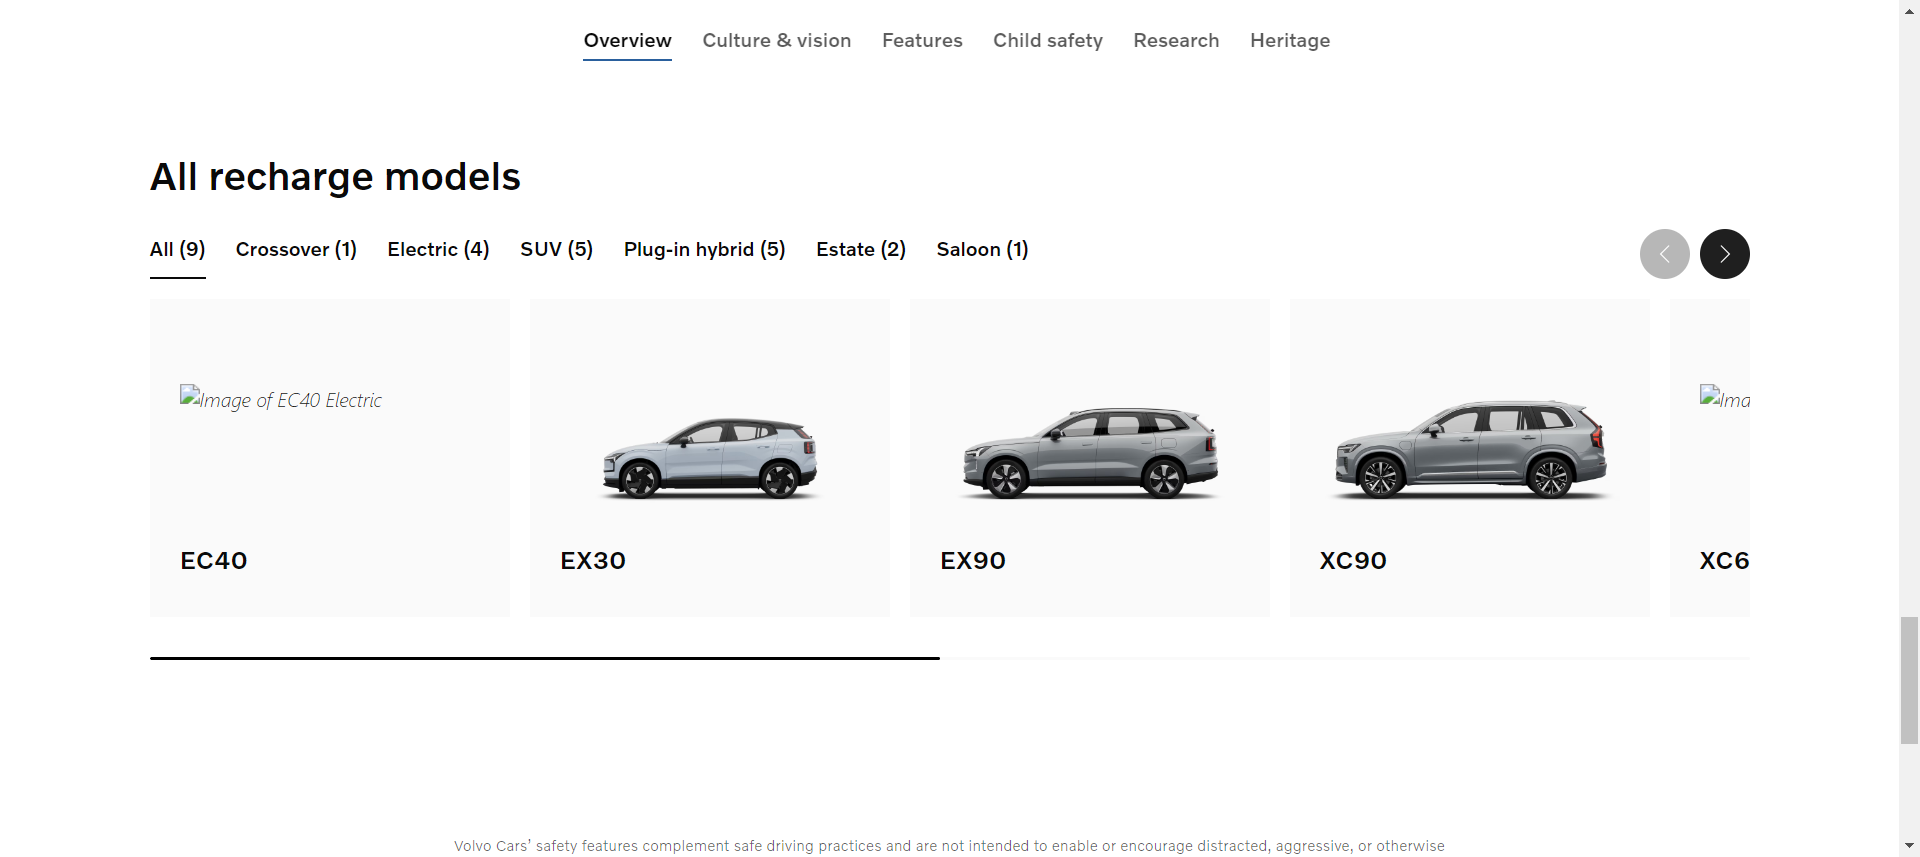 Overview Culture & vision Features Child safety Research Heritage
All recharge models
All (9) Crossover (1) Electric (4) SUV (5) Plug-in hybrid (5) Estate (2) Saloon (1)
Image of EC40 Electric Ima
EC40 EX30 EX90 XC90 XC6
Volvo Cars’ safety features complement safe driving practices and are not intended to enable or encourage distracted, aggressive, or otherwise